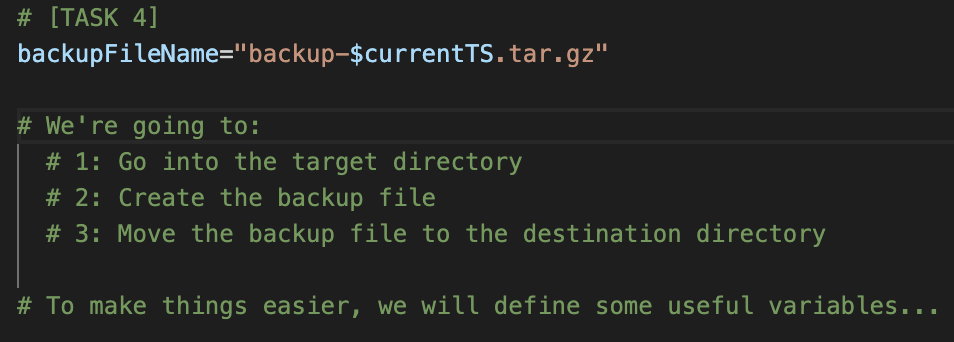 # [TASK 4]
backupFileName="backup-$currentTS.tar.gz"
# We're going to:
# 1: Go into the target directory
# 2: Create the backup file
# 3: Move the backup file to the destination directory
# To make things easier, we will define some useful variables...